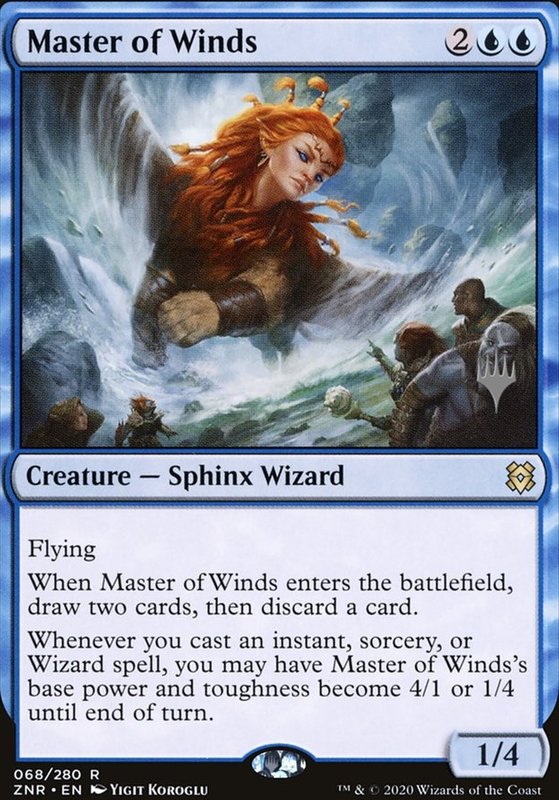 Master of Winds 2
Creature — Sphinx Wizard
Flying
When Master of Winds enters the battlefield,
draw two cards, then discard a card.
Whenever you cast an instant, sorcery, or
Wizard spell, you may have Master of Winds's
base power and toughness become 4/1 or 1/4
until end of turn.
1/4
068/280 R
ZNR • EN Yigit Koroglu
™ & © 2020 Wizards of the Coast